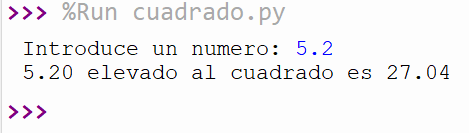 >>> %Run cuadrado.py
Introduce un numero: 5.2
5.20 elevado al cuadrado es 27.04
>>>